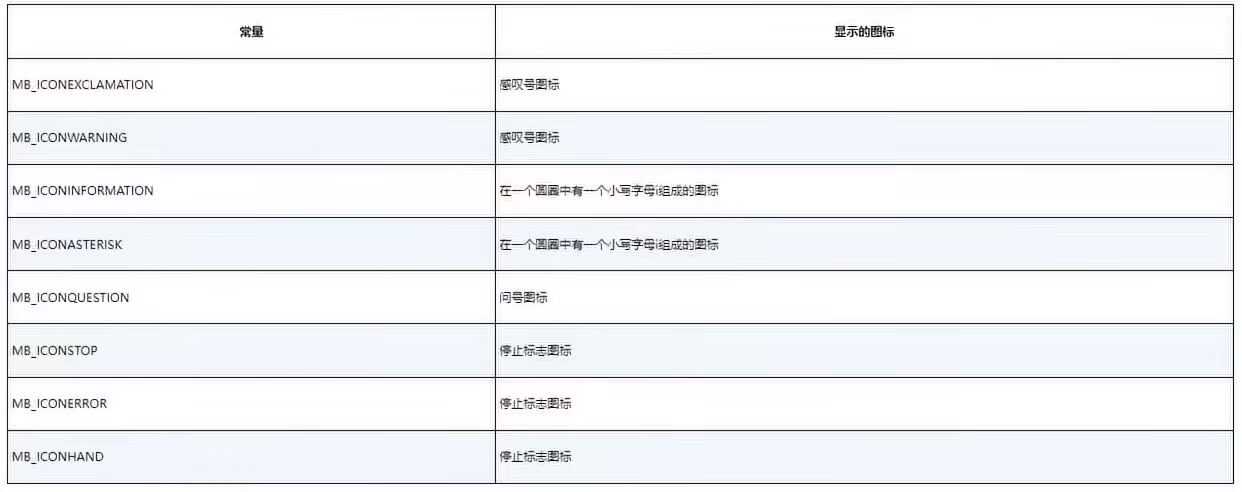 常量 显示的图标
MB_ICONEXCLAMATION 感叹号图标
MB_ICONWARNING 感叹号图标
MB_ICONINFORMATION 在一个圆圈中有一个小写字母i组成的图标
MB_ICONASTERISK 在一个圆圈中有一个小写字母i组成的图标
MB_ICONQUESTION 问号图标
MB_ICONSTOP 停止标志图标
MB_ICONERROR 停止标志图标
MB_ICONHAND 停止标志图标